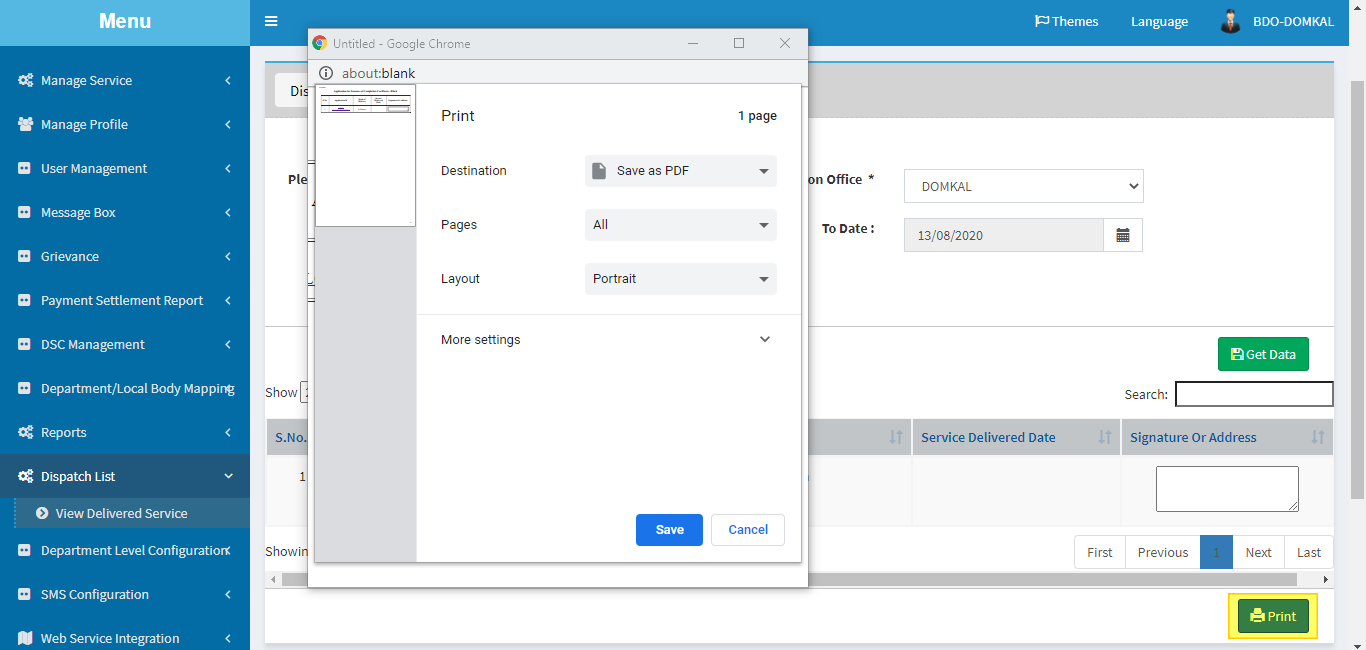 Menu
Themes
Language
BDO-DOMKAL
Manage Service
Manage Profile
User Management
Message Box
Grievance
Payment Settlement Report
DSC Management
Department/Local Body Mapping
Reports
Dispatch List
View Delivered Service
Department Level Configuration
SMS Configuration
Web Service Integration
Untitled - Google Chrome
about:blank
Print
1 page
Destination
Save as PDF
Pages
All
Layout
Portrait
More settings
Save
Cancel
Dis
Ple
on Office *
DOMKAL
To Date :
13/08/2020
Get Data
Show
Search:
S.No.
Service Delivered Date
Signature Or Address
1
Showin
First
Previous
1
Next
Last
Print